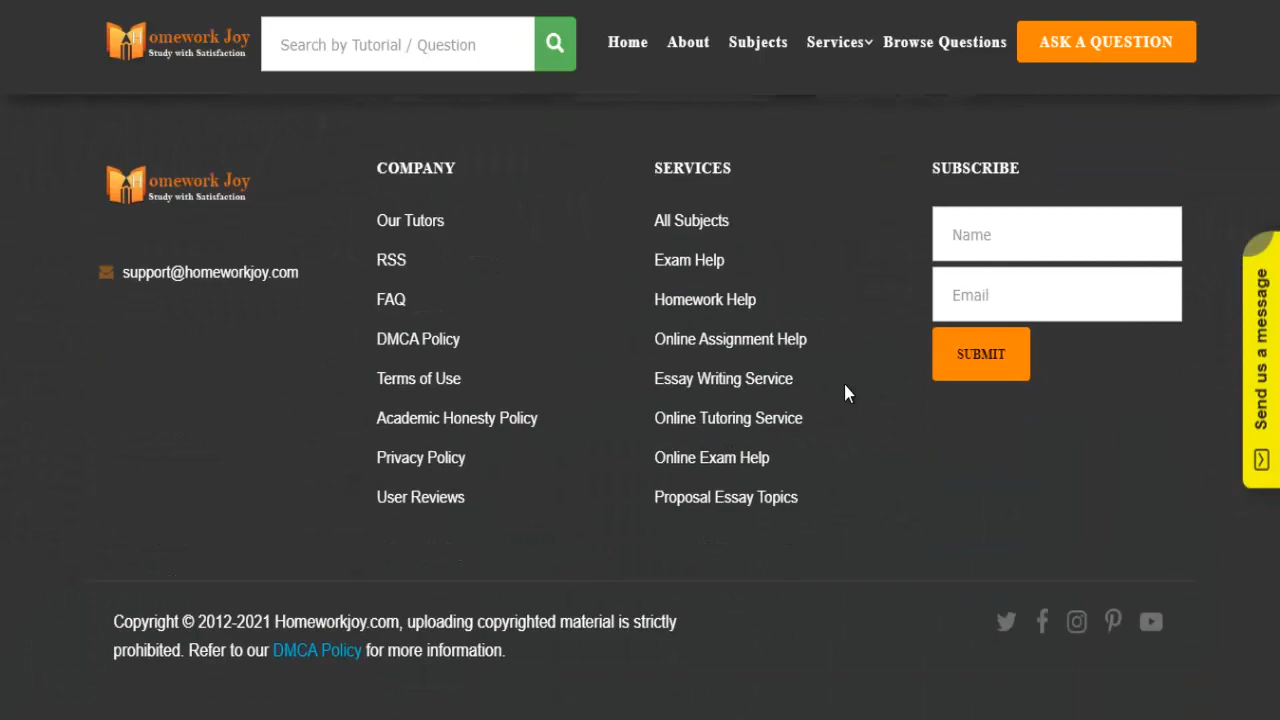 Homework Joy
Study with Satisfaction
Search by Tutorial / Question
Home About Subjects Services Browse Questions
ASK A QUESTION
Homework Joy
Study with Satisfaction
support@homeworkjoy.com
COMPANY
Our Tutors
RSS
FAQ
DMCA Policy
Terms of Use
Academic Honesty Policy
Privacy Policy
User Reviews
SERVICES
All Subjects
Exam Help
Homework Help
Online Assignment Help
Essay Writing Service
Online Tutoring Service
Online Exam Help
Proposal Essay Topics
SUBSCRIBE
Name
Email
SUBMIT
Send us a message
Copyright © 2012-2021 Homeworkjoy.com, uploading copyrighted material is strictly
prohibited. Refer to our DMCA Policy for more information.